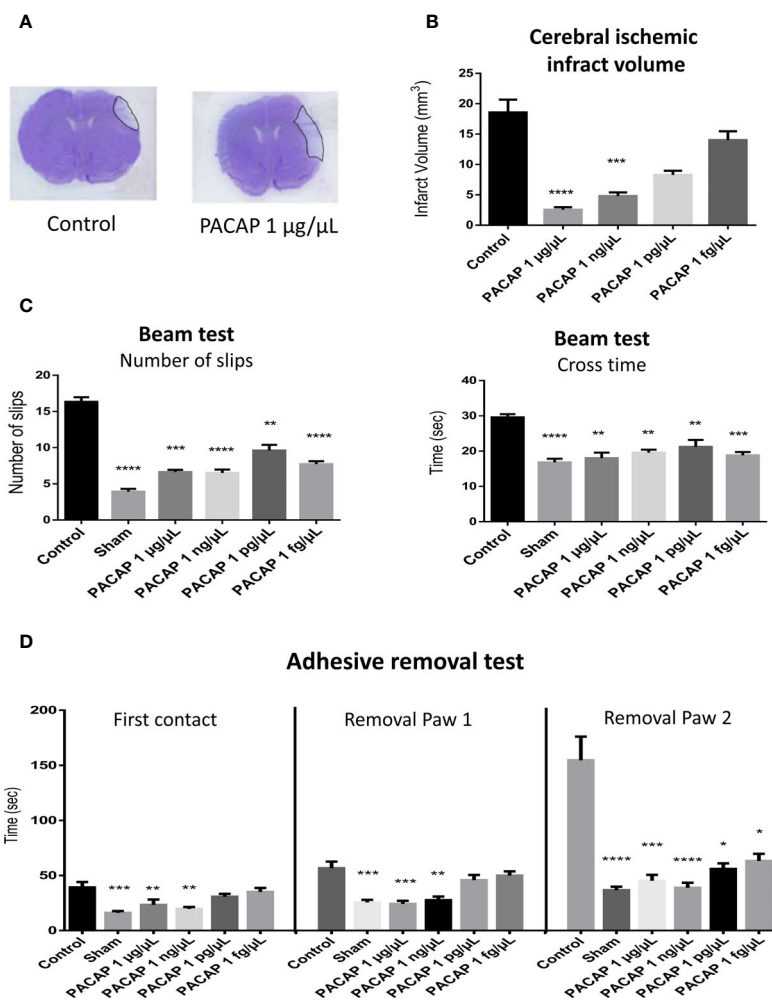 A
Control
PACAP 1 µg/µL
B
Cerebral ischemic
infract volume
Infarct Volume (mm3)
20
15
10
5
0
****
***
Control
PACAP 1 µg/µL
PACAP 1 ng/µL
PACAP 1 pg/µL
PACAP 1 fg/µL
25
C
Beam test
Number of slips
Number of slips
20
15
10
5
0
****
***
****
**
****
Control
Sham
PACAP 1 µg/µL
PACAP 1 ng/µL
PACAP 1 pg/µL
PACAP 1 fg/µL
Beam test
Cross time
Time (sec)
40
30
20
10
0
****
**
**
**
***
Control
Sham
PACAP 1 µg/µL
PACAP 1 ng/µL
PACAP 1 pg/µL
PACAP 1 fg/µL
D
Adhesive removal test
Time (sec)
200
150
100
50
0
First contact
***
**
**
Control
Sham
PACAP 1 µg/µL
PACAP 1 ng/µL
PACAP 1 pg/µL
PACAP 1 fg/µL
Removal Paw 1
***
***
**
Control
Sham
PACAP 1 µg/µL
PACAP 1 ng/µL
PACAP 1 pg/µL
PACAP 1 fg/µL
Removal Paw 2
****
***
****
*
*
Control
Sham
PACAP 1 µg/µL
PACAP 1 ng/µL
PACAP 1 pg/µL
PACAP 1 fg/µL